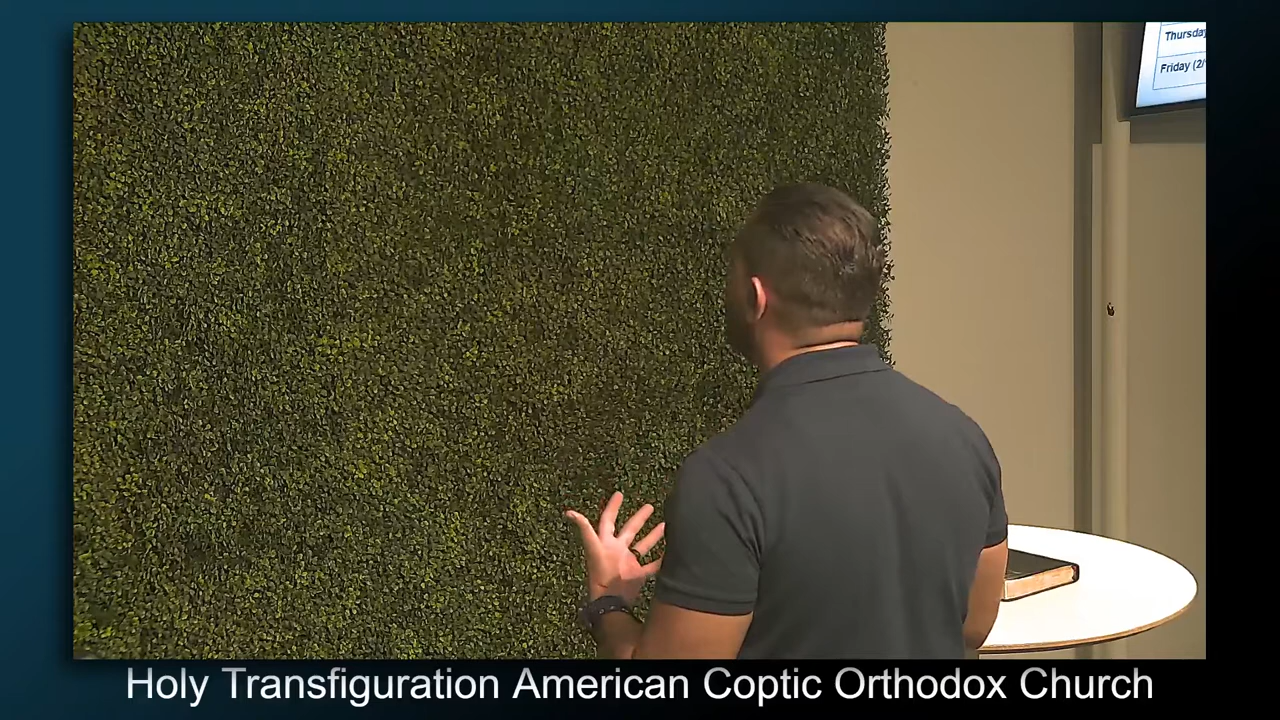 Thursday
Friday (2/
Holy Transfiguration American Coptic Orthodox Church